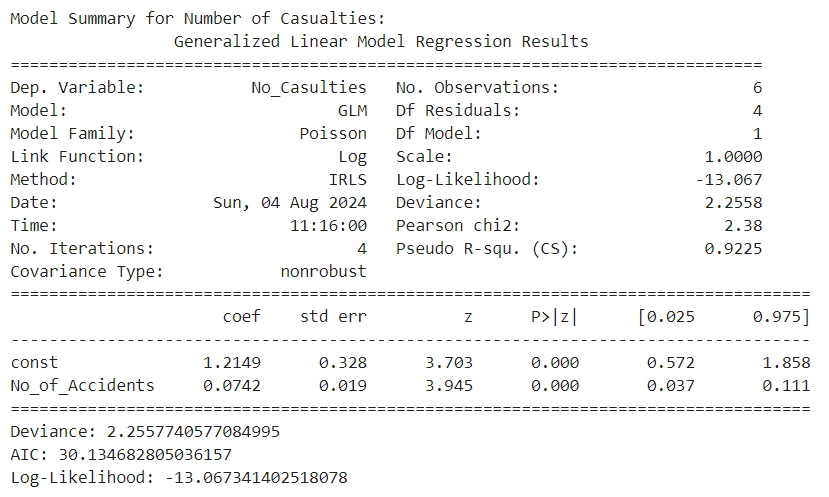 Model Summary for Number of Casualties:
Generalized Linear Model Regression Results
==============================================================================
Dep. Variable: No_Casulties No. Observations: 6
Model: GLM Df Residuals: 4
Model Family: Poisson Df Model: 1
Link Function: Log Scale: 1.0000
Method: IRLS Log-Likelihood: -13.067
Date: Sun, 04 Aug 2024 Deviance: 2.2558
Time: 11:16:00 Pearson chi2: 2.38
No. Iterations: 4 Pseudo R-squ. (CS): 0.9225
Covariance Type: nonrobust
===================================================================================
coef std err z P>|z| [0.025 0.975]
-----------------------------------------------------------------------------------
const 1.2149 0.328 3.703 0.000 0.572 1.858
No_of_Accidents 0.0742 0.019 3.945 0.000 0.037 0.111
===================================================================================
Deviance: 2.2557740577084995
AIC: 30.134682805036157
Log-Likelihood: -13.067341402518078